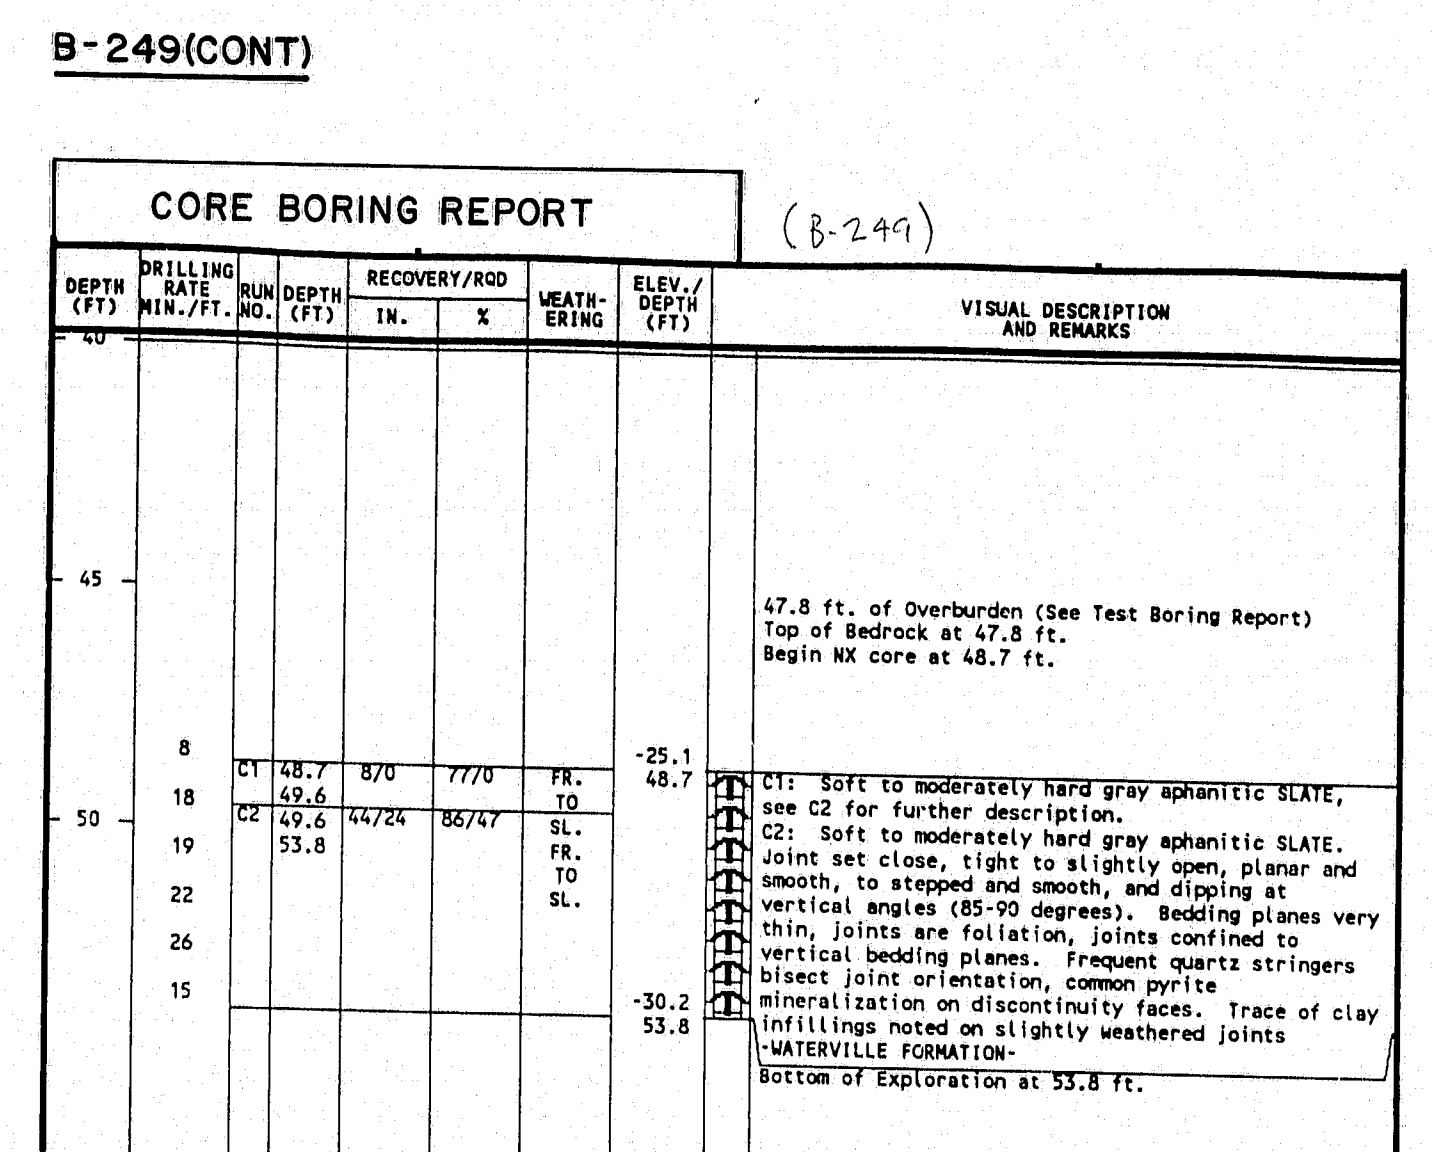 B-249(CONT)
CORE BORING REPORT
(B-249)
DEPTH (FT) DRILLING RATE MIN./FT. RUN NO. DEPTH (FT) RECOVERY/RQD IN. % WEATH- ERING ELEV./ DEPTH (FT) VISUAL DESCRIPTION AND REMARKS
40
45
47.8 ft. of Overburden (See Test Boring Report)
Top of Bedrock at 47.8 ft.
Begin NX core at 48.7 ft.
8 -25.1
C1 48.7 8/0 77/0 FR. 48.7 C1: Soft to moderately hard gray aphanitic SLATE,
18 49.6 TO see C2 for further description.
50 C2 49.6 44/24 86/47 SL. C2: Soft to moderately hard gray aphanitic SLATE.
19 53.8 FR. Joint set close, tight to slightly open, planar and
TO smooth, to stepped and smooth, and dipping at
22 SL. vertical angles (85-90 degrees). Bedding planes very
thin, joints are foliation, joints confined to
26 vertical bedding planes. Frequent quartz stringers
bisect joint orientation, common pyrite
15 -30.2 mineralization on discontinuity faces. Trace of clay
53.8 infillings noted on slightly weathered joints
-WATERVILLE FORMATION-
Bottom of Exploration at 53.8 ft.